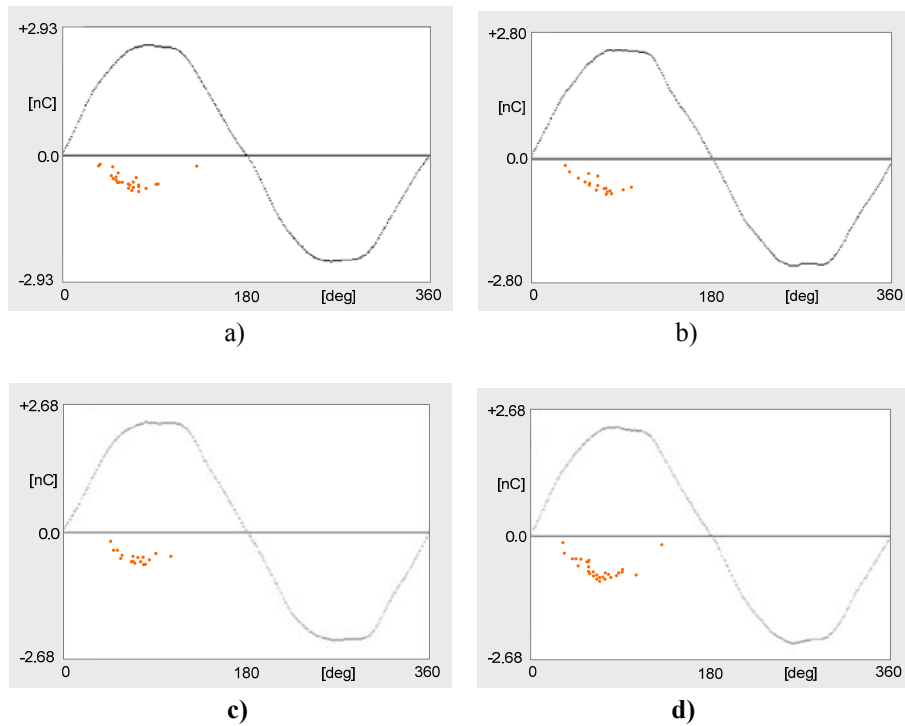 +2.93
[nC]
0.0
-2.93
0 180 [deg] 360
a)
+2.80
[nC]
0.0
-2.80
0 180 [deg] 360
b)
+2.68
[nC]
0.0
-2.68
0 180 [deg] 360
c)
+2.68
[nC]
0.0
-2.68
0 180 [deg] 360
d)